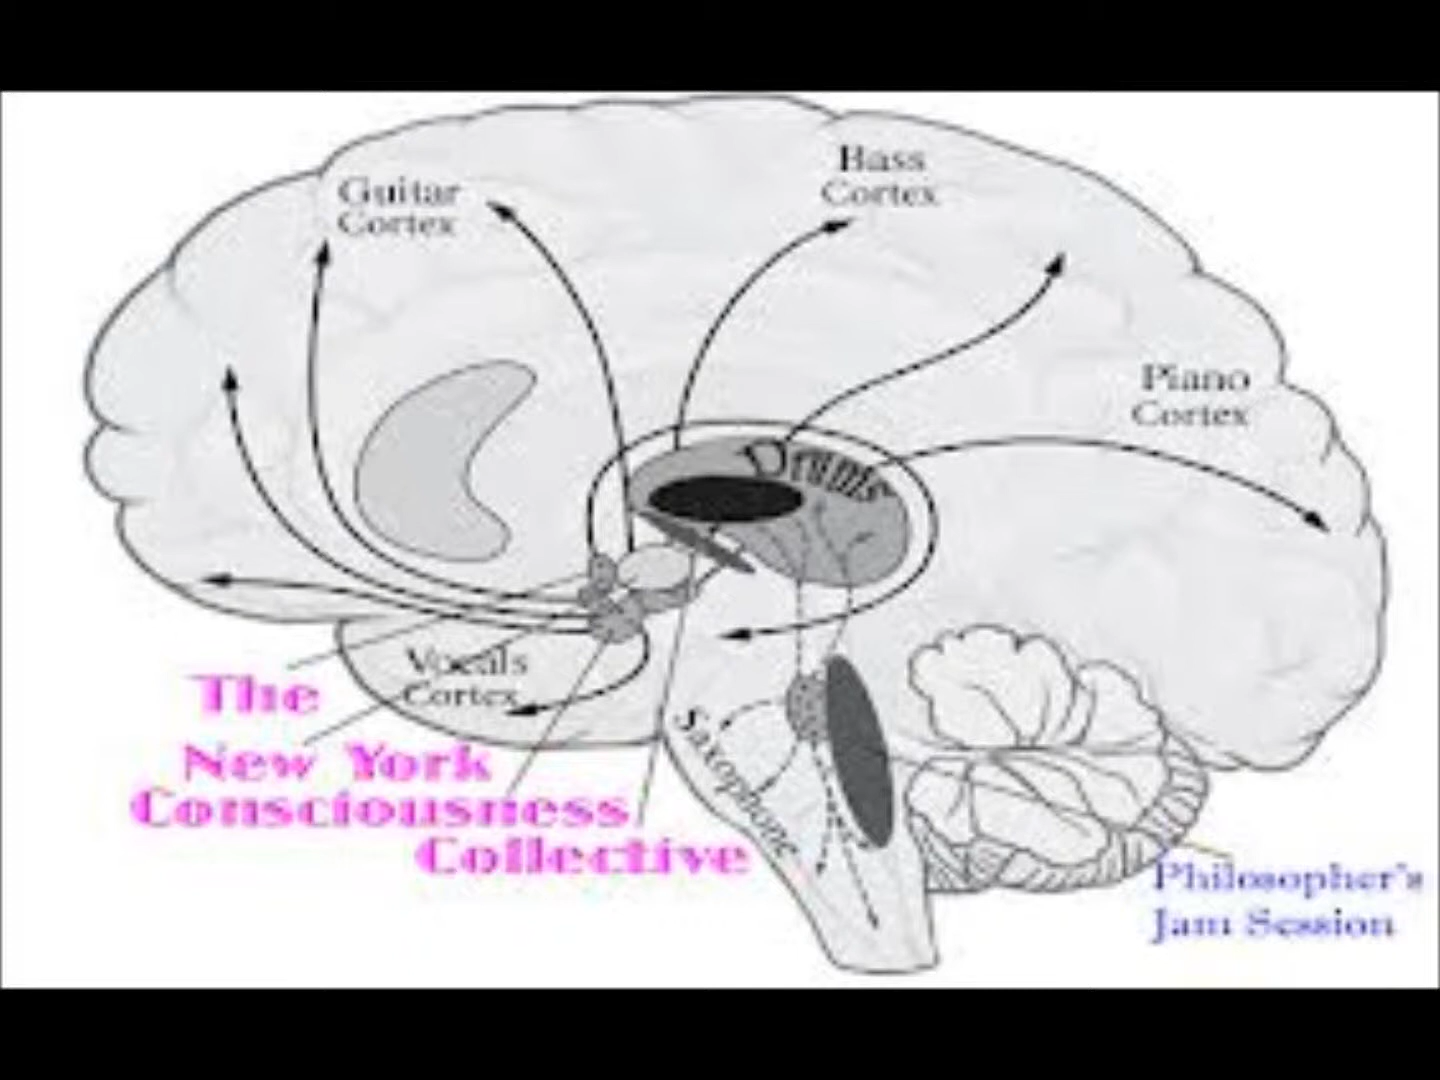 Guitar
Cortex
Bass
Cortex
Piano
Cortex
Drums
Vocals
Cortex
Saxophone
The
New York
Consciousness
Collective
Philosopher's
Jam Session